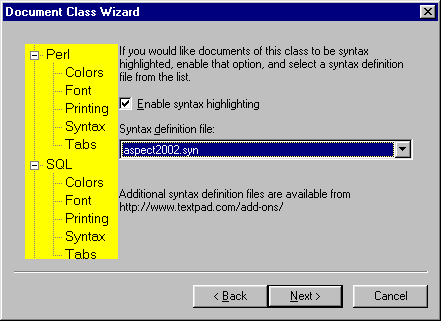 Document Class Wizard
Perl
Colors
Font
Printing
Syntax
Tabs
SQL
Colors
Font
Printing
Syntax
Tabs
If you would like documents of this class to be syntax
highlighted, enable that option, and select a syntax definition
file from the list.
Enable syntax highlighting
Syntax definition file:
aspect2002.syn
Additional syntax definition files are available from
http://www.textpad.com/add-ons/
< Back
Next >
Cancel